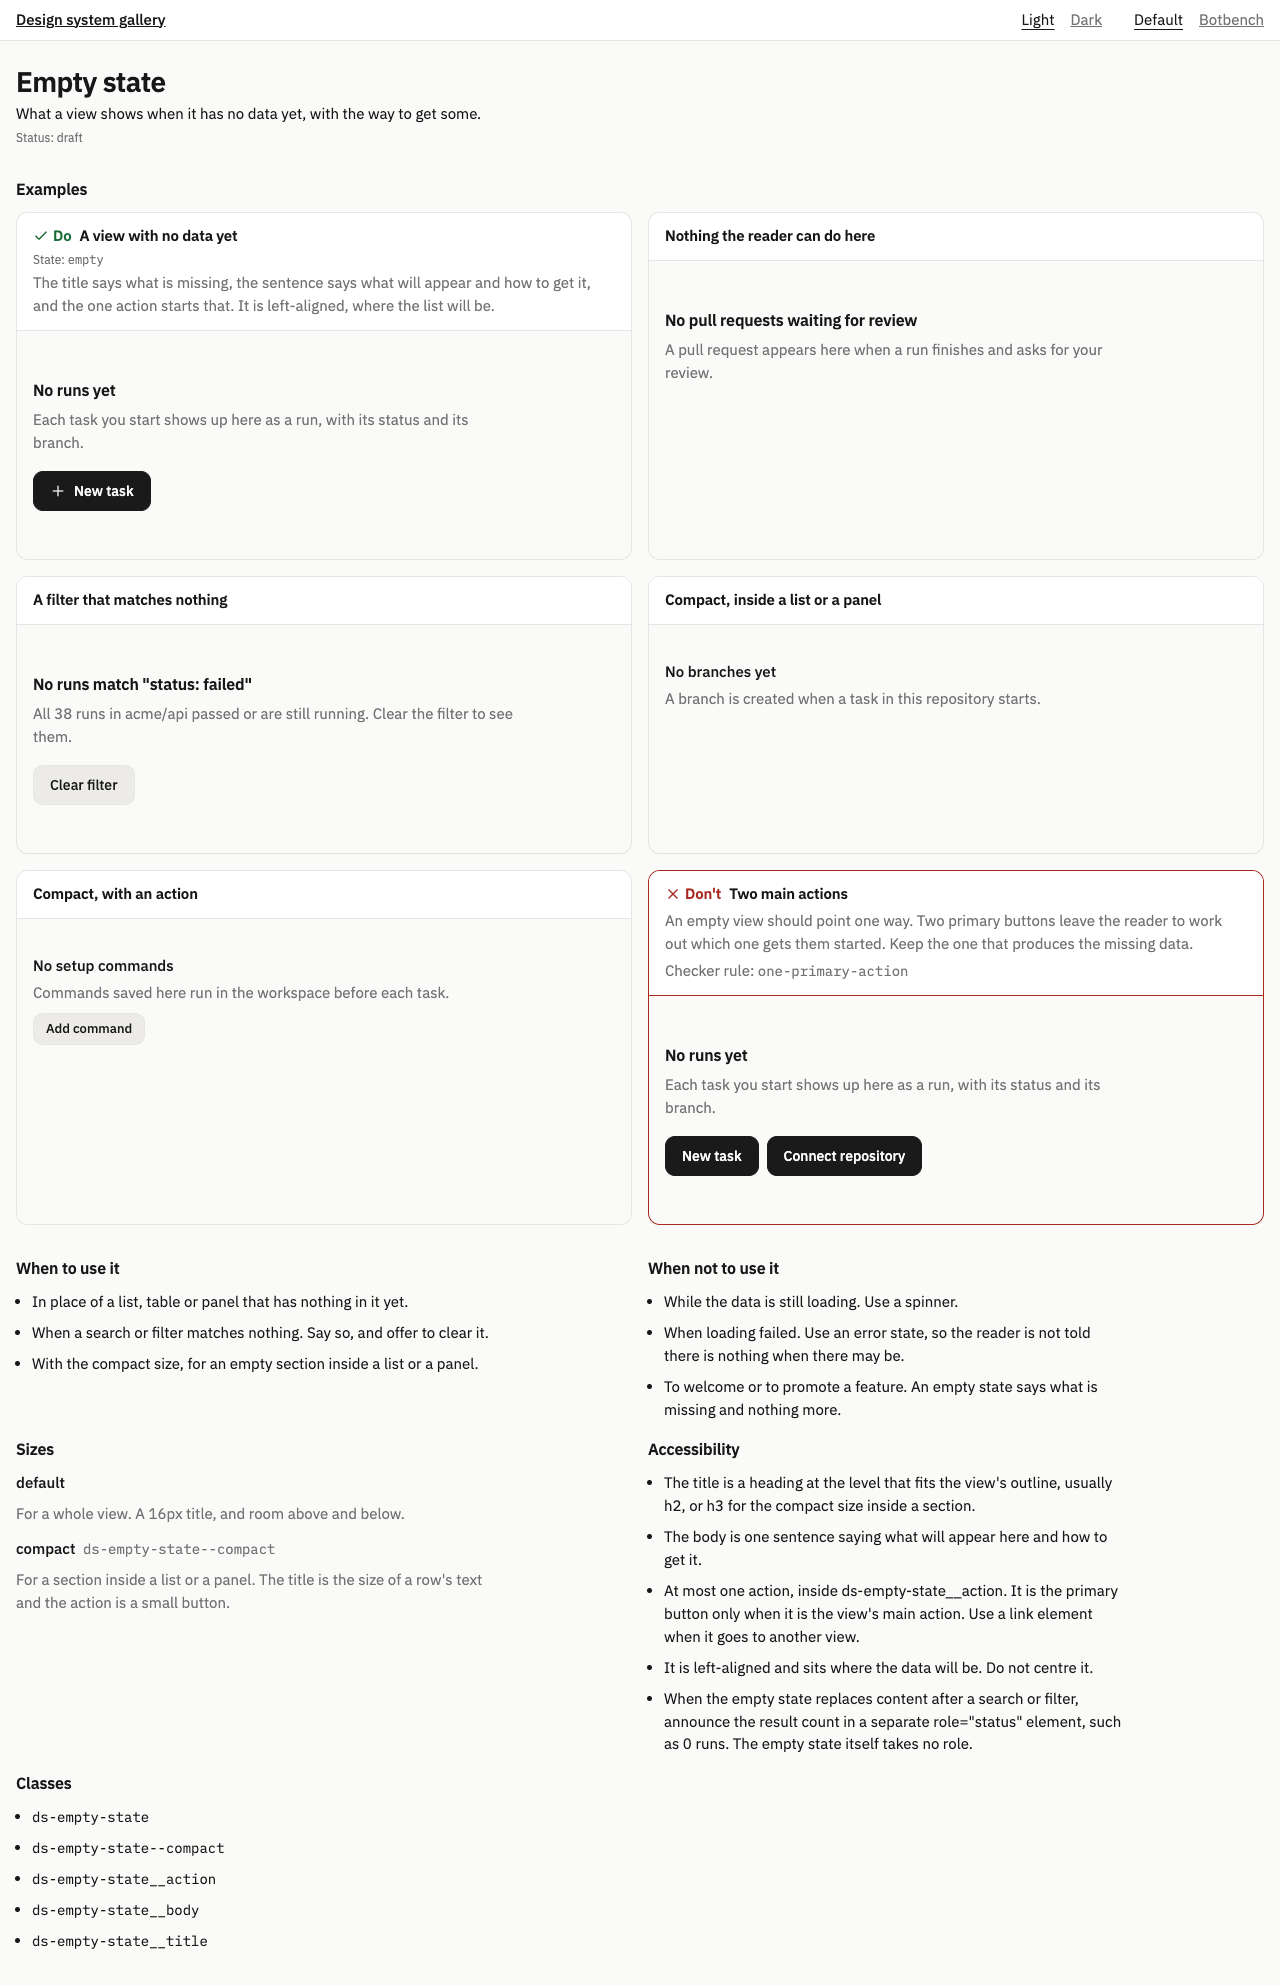 Design system gallery
Light Dark Default Botbench
Empty state
What a view shows when it has no data yet, with the way to get some.
Status: draft
Examples
Do A view with no data yet
State: empty
The title says what is missing, the sentence says what will appear and how to get it,
and the one action starts that. It is left-aligned, where the list will be.
No runs yet
Each task you start shows up here as a run, with its status and its
branch.
New task
Nothing the reader can do here
No pull requests waiting for review
A pull request appears here when a run finishes and asks for your
review.
A filter that matches nothing
No runs match "status: failed"
All 38 runs in acme/api passed or are still running. Clear the filter to see
them.
Clear filter
Compact, inside a list or a panel
No branches yet
A branch is created when a task in this repository starts.
Compact, with an action
No setup commands
Commands saved here run in the workspace before each task.
Add command
Don't Two main actions
An empty view should point one way. Two primary buttons leave the reader to work
out which one gets them started. Keep the one that produces the missing data.
Checker rule: one-primary-action
No runs yet
Each task you start shows up here as a run, with its status and its
branch.
New task Connect repository
When to use it
• In place of a list, table or panel that has nothing in it yet.
• When a search or filter matches nothing. Say so, and offer to clear it.
• With the compact size, for an empty section inside a list or a panel.
When not to use it
• While the data is still loading. Use a spinner.
• When loading failed. Use an error state, so the reader is not told
there is nothing when there may be.
• To welcome or to promote a feature. An empty state says what is
missing and nothing more.
Sizes
default
For a whole view. A 16px title, and room above and below.
compact ds-empty-state--compact
For a section inside a list or a panel. The title is the size of a row's text
and the action is a small button.
Accessibility
• The title is a heading at the level that fits the view's outline, usually
h2, or h3 for the compact size inside a section.
• The body is one sentence saying what will appear here and how to
get it.
• At most one action, inside ds-empty-state__action. It is the primary
button only when it is the view's main action. Use a link element
when it goes to another view.
• It is left-aligned and sits where the data will be. Do not centre it.
• When the empty state replaces content after a search or filter,
announce the result count in a separate role="status" element, such
as 0 runs. The empty state itself takes no role.
Classes
• ds-empty-state
• ds-empty-state--compact
• ds-empty-state__action
• ds-empty-state__body
• ds-empty-state__title